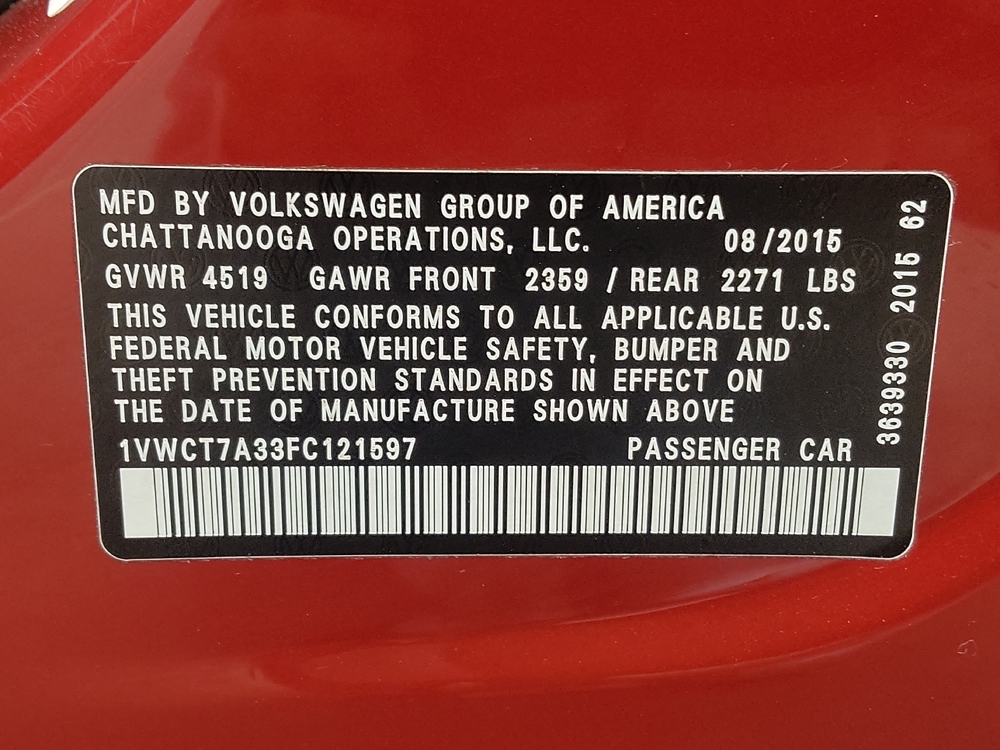 MFD BY VOLKSWAGEN GROUP OF AMERICA
CHATTANOOGA OPERATIONS, LLC. 08/2015
GVWR 4519 GAWR FRONT 2359 / REAR 2271 LBS
THIS VEHICLE CONFORMS TO ALL APPLICABLE U.S.
FEDERAL MOTOR VEHICLE SAFETY, BUMPER AND
THEFT PREVENTION STANDARDS IN EFFECT ON
THE DATE OF MANUFACTURE SHOWN ABOVE
1VWCT7A33FC121597 PASSENGER CAR
3639330 2015 62